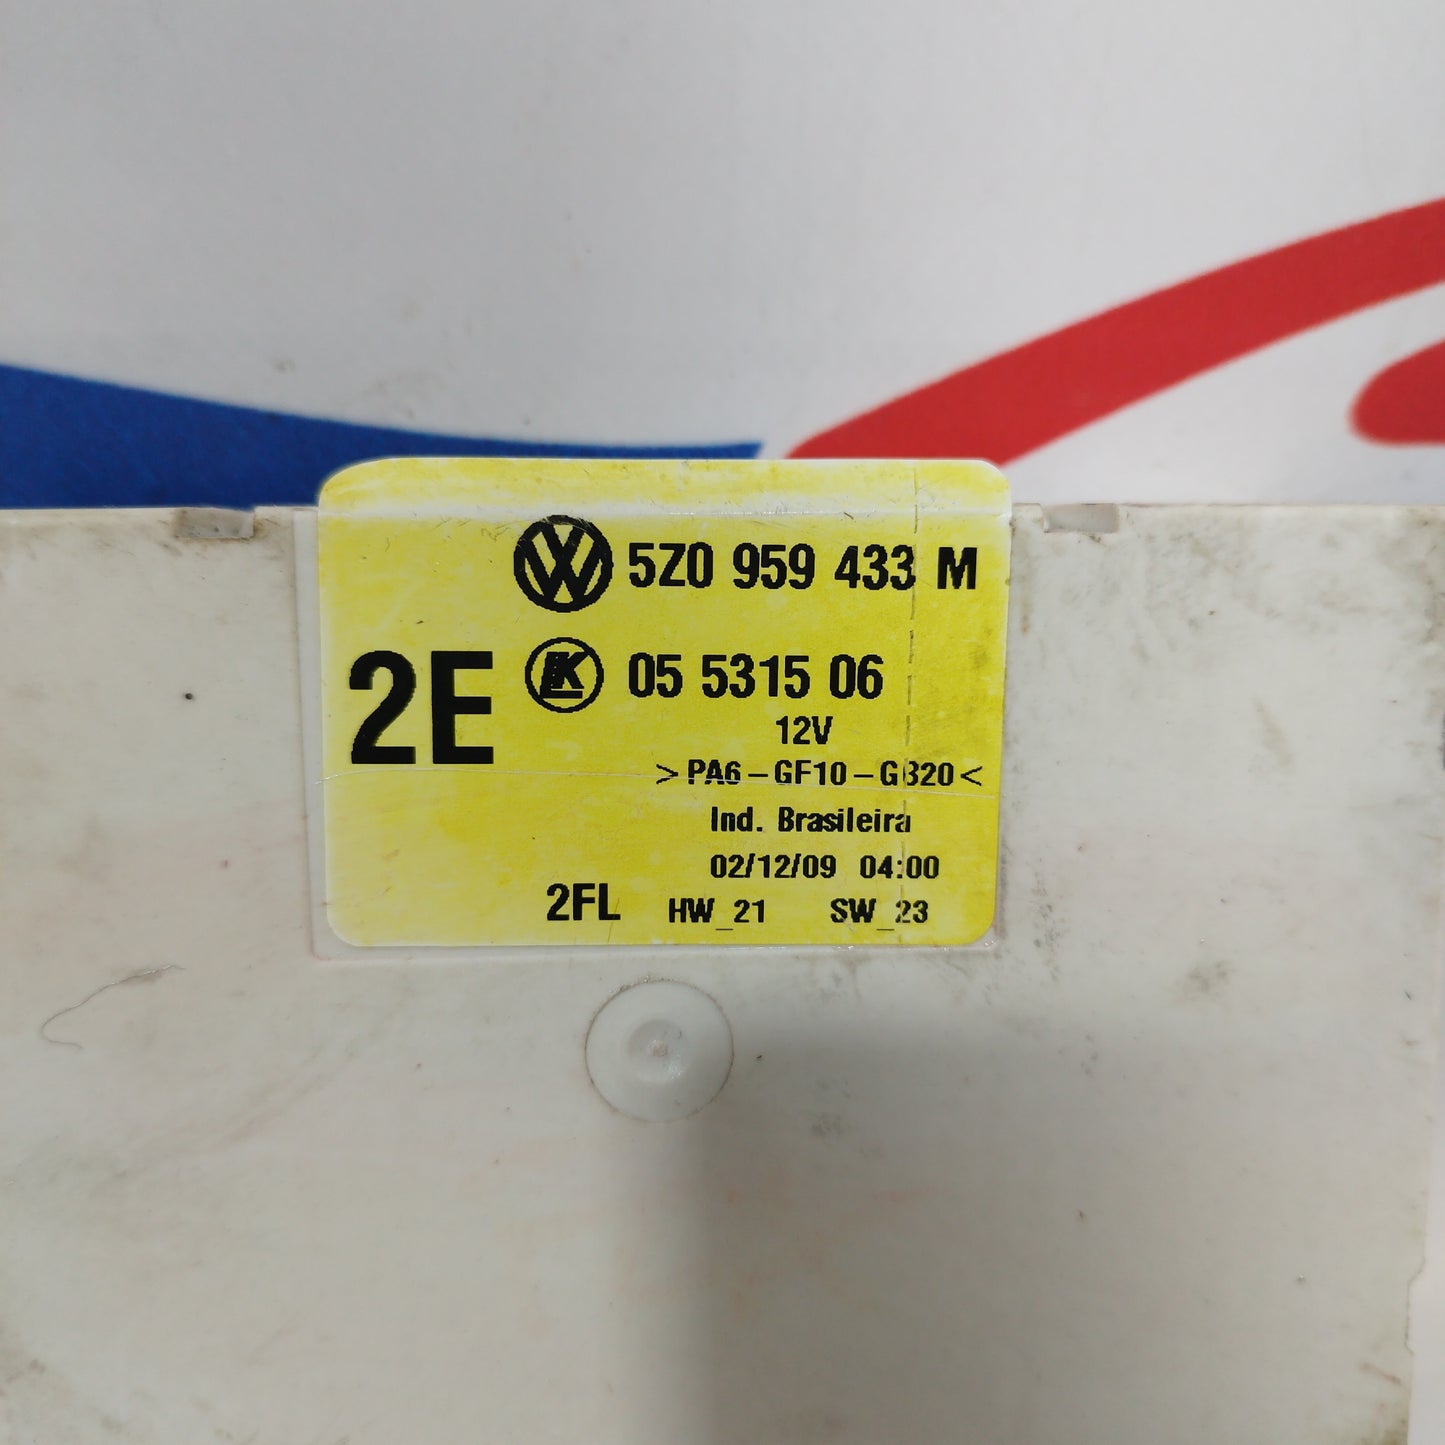 5Z0 959 433 M
2E
05 5315 06
12V
>PA6-GF10-GB20<
Ind. Brasileira
02/12/09 04:00
2FL HW_21 SW_23